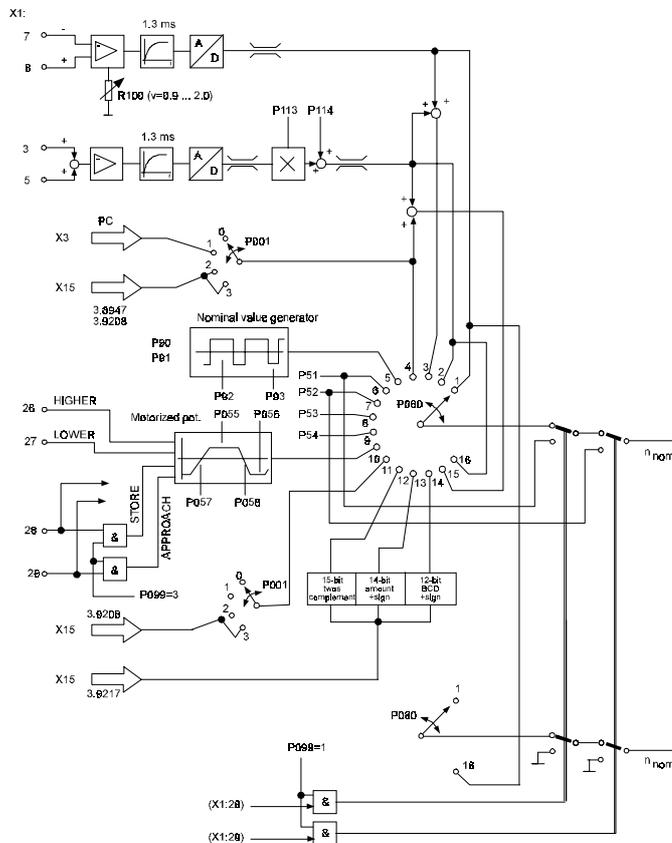 X1:
1.3 ms
7
-
A
D
8
+
R100 (v=0.9 ... 2.0)
P113
P114
1.3 ms
3
+
A
D
+
+
5
+
+
+
+
+
PC
X3
1
0
P001
2
3
X15
3.8947
3.9208
Nominal value generator
P90
P91
P92
P93
P51
P52
P53
P54
5
4
3
2
1
6
7
8
9
10
11
12
13
14
15
16
P080
HIGHER
26
Motorized pot.
P055
P056
LOWER
27
P057
P058
STORE
APPROACH
28
&
29
&
P099=3
0
1
P001
2
3
3.9208
X15
15-bit
twos
complement
14-bit
amount
+sign
12-bit
BCD
+sign
X15
3.9217
n nom
1
P080
16
n nom
P099=1
(X1:28)
&
(X1:29)
&